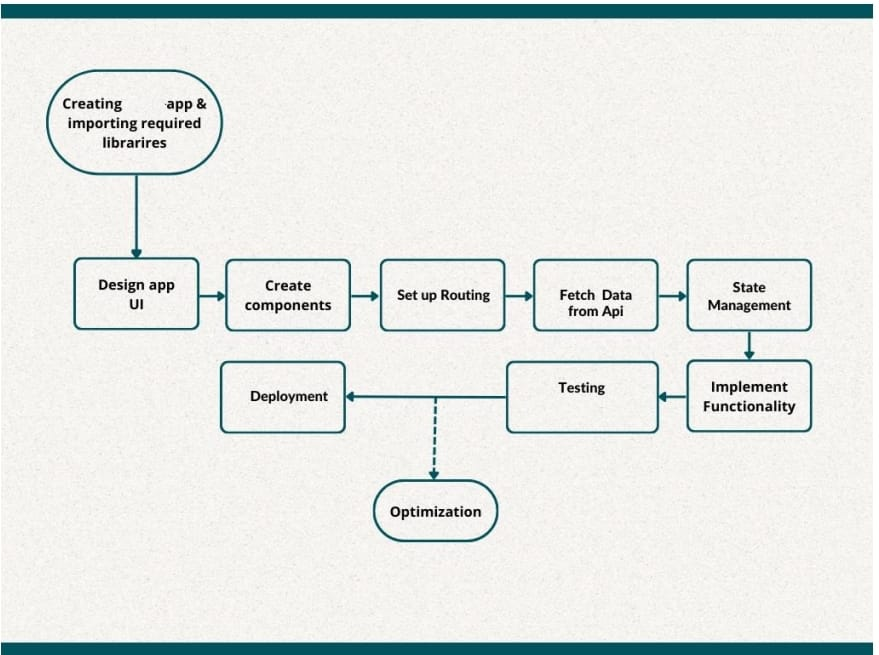 Creating app &
importing required
librarires
Design app
UI
Create
components
Set up Routing
Fetch Data
from Api
State
Management
Deployment
Testing
Implement
Functionality
Optimization